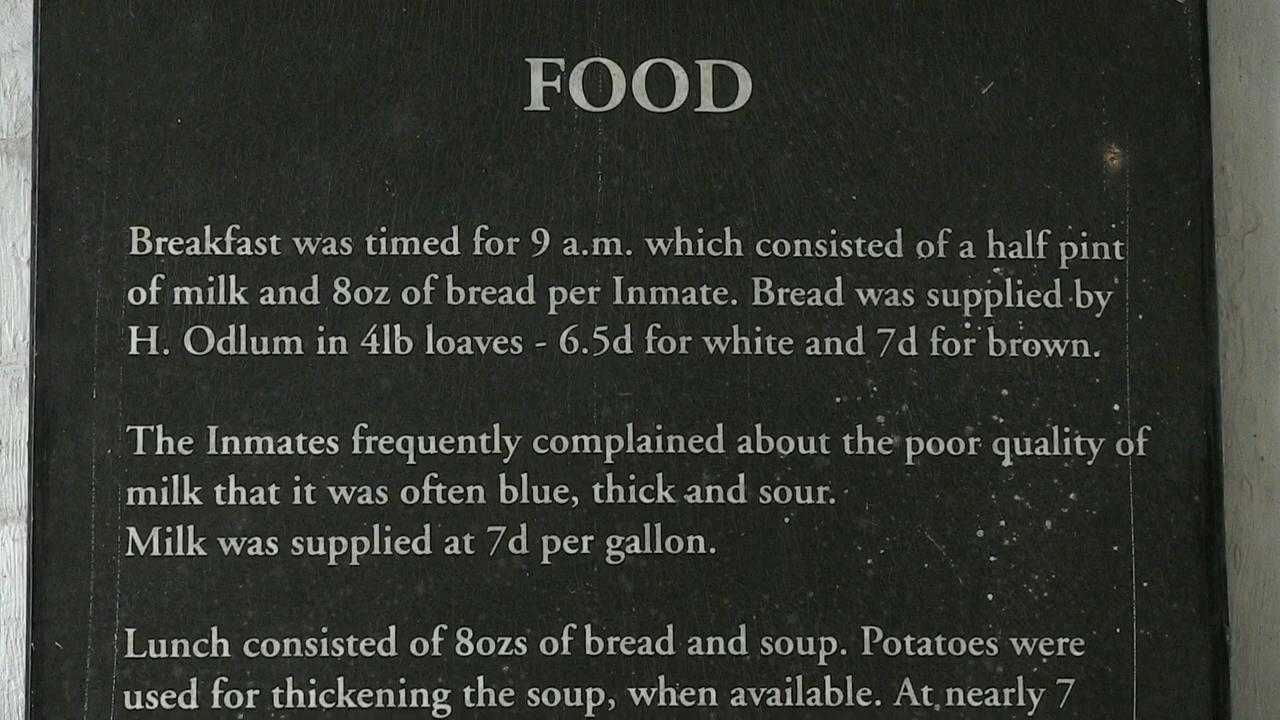 FOOD
Breakfast was timed for 9 a.m. which consisted of a half pint
of milk and 8oz of bread per Inmate. Bread was supplied by
H. Odlum in 4lb loaves - 6.5d for white and 7d for brown.
The Inmates frequently complained about the poor quality of
milk that it was often blue, thick and sour.
Milk was supplied at 7d per gallon.
Lunch consisted of 8ozs of bread and soup. Potatoes were
used for thickening the soup, when available. At nearly 7